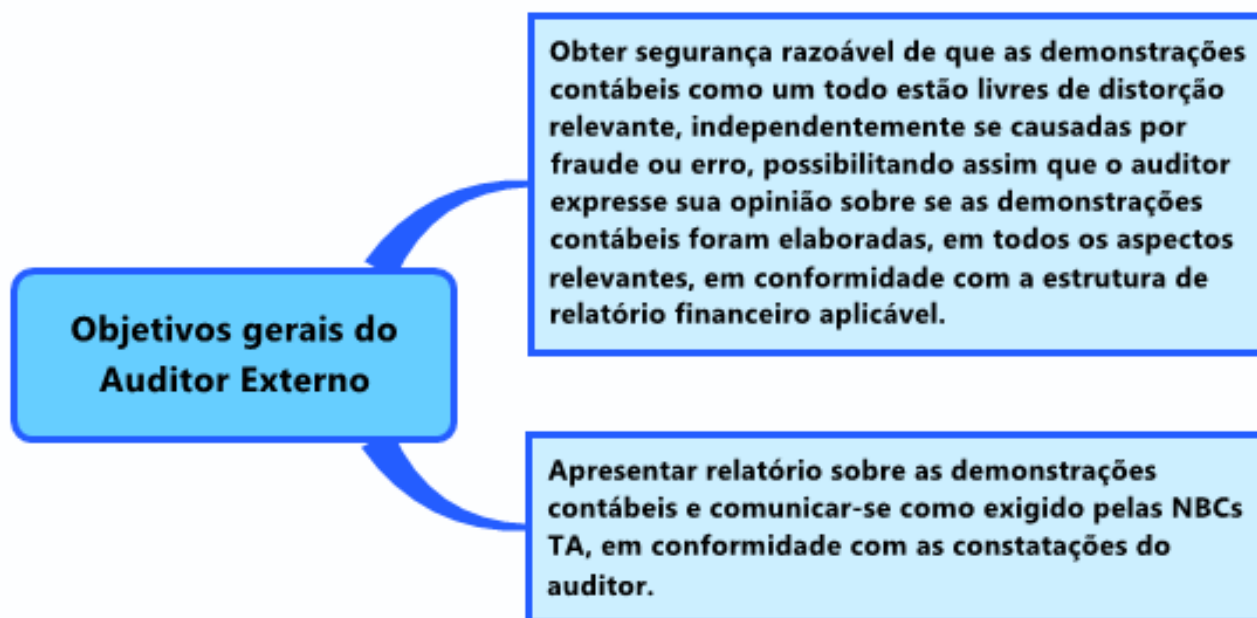 Obter segurança razoável de que as demonstrações
contábeis como um todo estão livres de distorção
relevante, independentemente se causadas por
fraude ou erro, possibilitando assim que o auditor
expresse sua opinião sobre se as demonstrações
contábeis foram elaboradas, em todos os aspectos
relevantes, em conformidade com a estrutura de
relatório financeiro aplicável.
Objetivos gerais do
Auditor Externo
Apresentar relatório sobre as demonstrações
contábeis e comunicar-se como exigido pelas NBCs
TA, em conformidade com as constatações do
auditor.